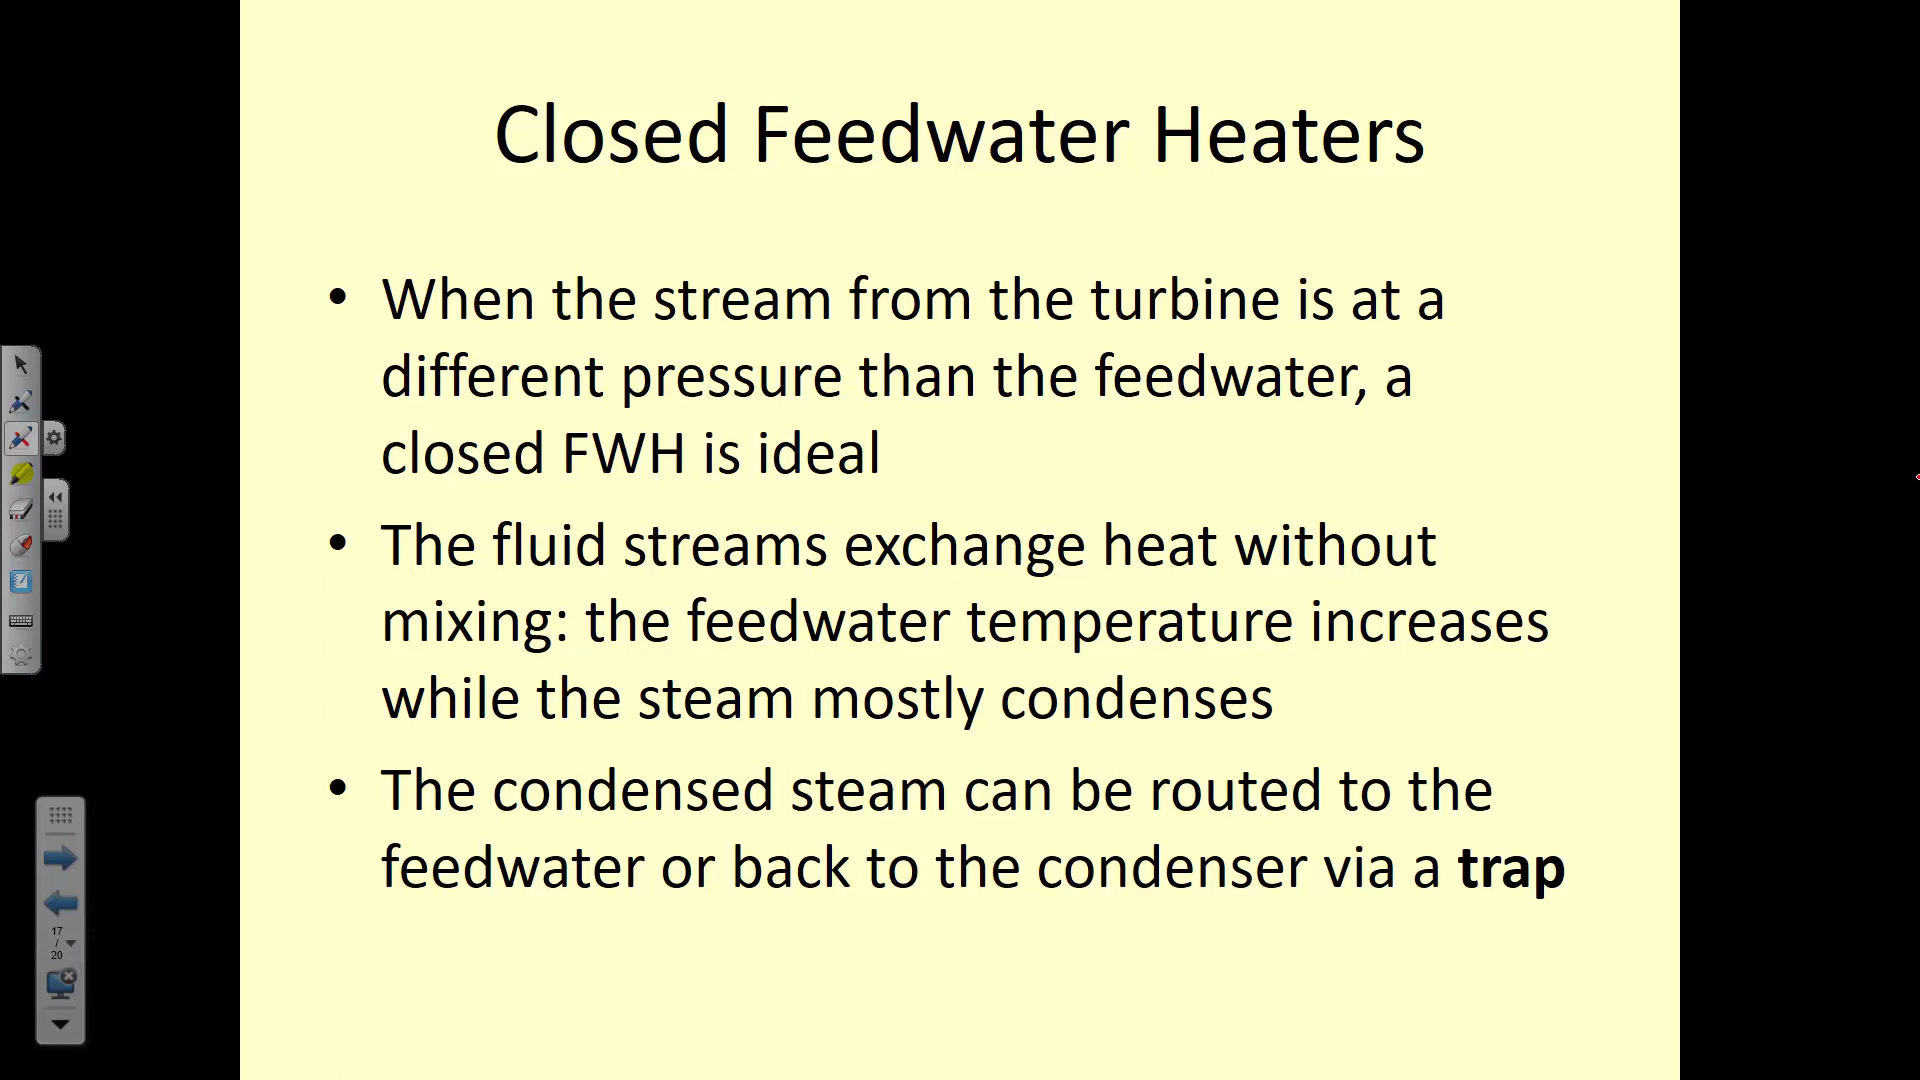 Closed Feedwater Heaters
• When the stream from the turbine is at a
different pressure than the feedwater, a
closed FWH is ideal
• The fluid streams exchange heat without
mixing: the feedwater temperature increases
while the steam mostly condenses
• The condensed steam can be routed to the
feedwater or back to the condenser via a trap
17
/
20